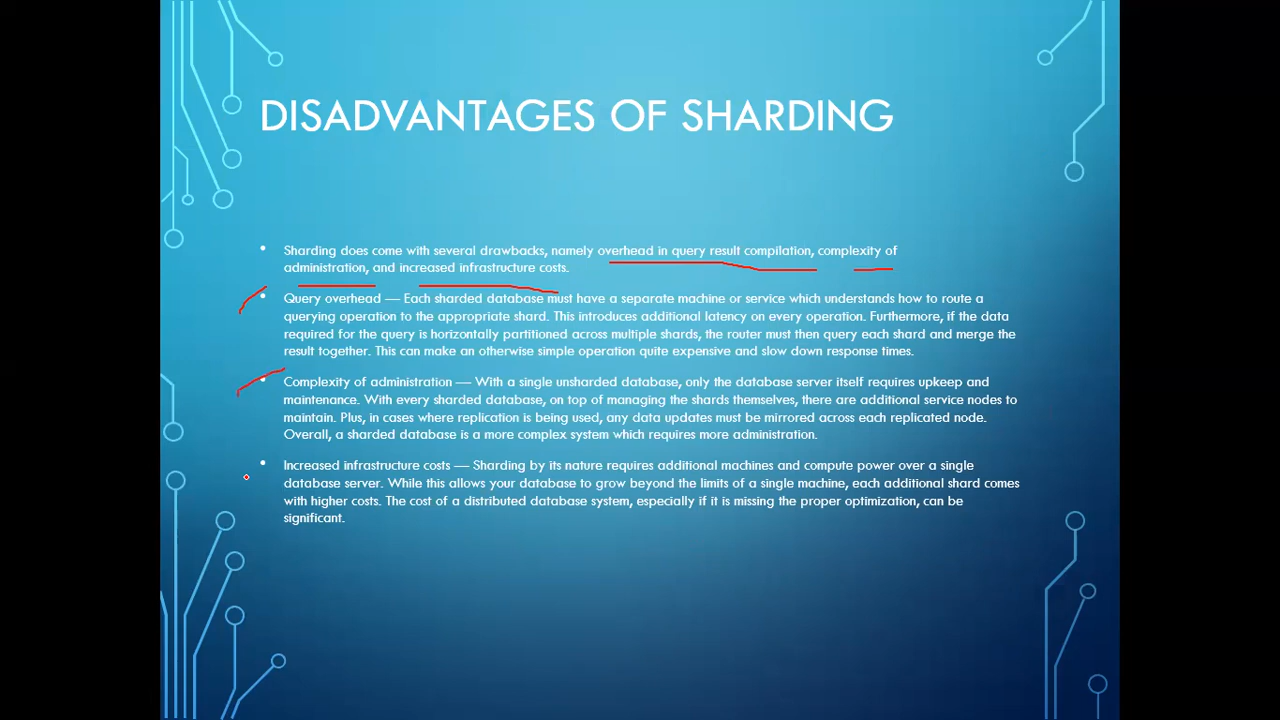 DISADVANTAGES OF SHARDING
• Sharding does come with several drawbacks, namely overhead in query result compilation, complexity of
administration, and increased infrastructure costs.
• Query overhead — Each sharded database must have a separate machine or service which understands how to route a
querying operation to the appropriate shard. This introduces additional latency on every operation. Furthermore, if the data
required for the query is horizontally partitioned across multiple shards, the router must then query each shard and merge the
result together. This can make an otherwise simple operation quite expensive and slow down response times.
• Complexity of administration — With a single unsharded database, only the database server itself requires upkeep and
maintenance. With every sharded database, on top of managing the shards themselves, there are additional service nodes to
maintain. Plus, in cases where replication is being used, any data updates must be mirrored across each replicated node.
Overall, a sharded database is a more complex system which requires more administration.
• Increased infrastructure costs — Sharding by its nature requires additional machines and compute power over a single
database server. While this allows your database to grow beyond the limits of a single machine, each additional shard comes
with higher costs. The cost of a distributed database system, especially if it is missing the proper optimization, can be
significant.